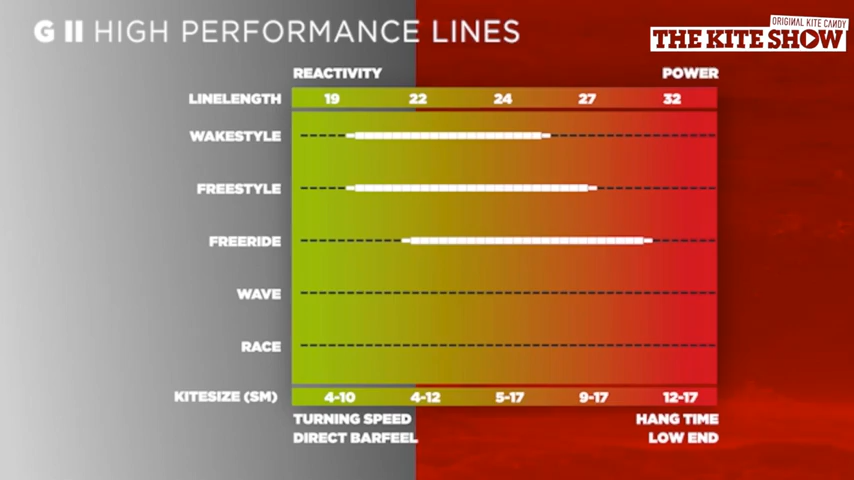 G II HIGH PERFORMANCE LINES
ORIGINAL KITE CANDY
THE KITE SHOW
REACTIVITY POWER
LINELENGTH 19 22 24 27 32
WAKESTYLE
FREESTYLE
FREERIDE
WAVE
RACE
KITESIZE (SM) 4-10 4-12 5-17 9-17 12-17
TURNING SPEED HANG TIME
DIRECT BARFEEL LOW END